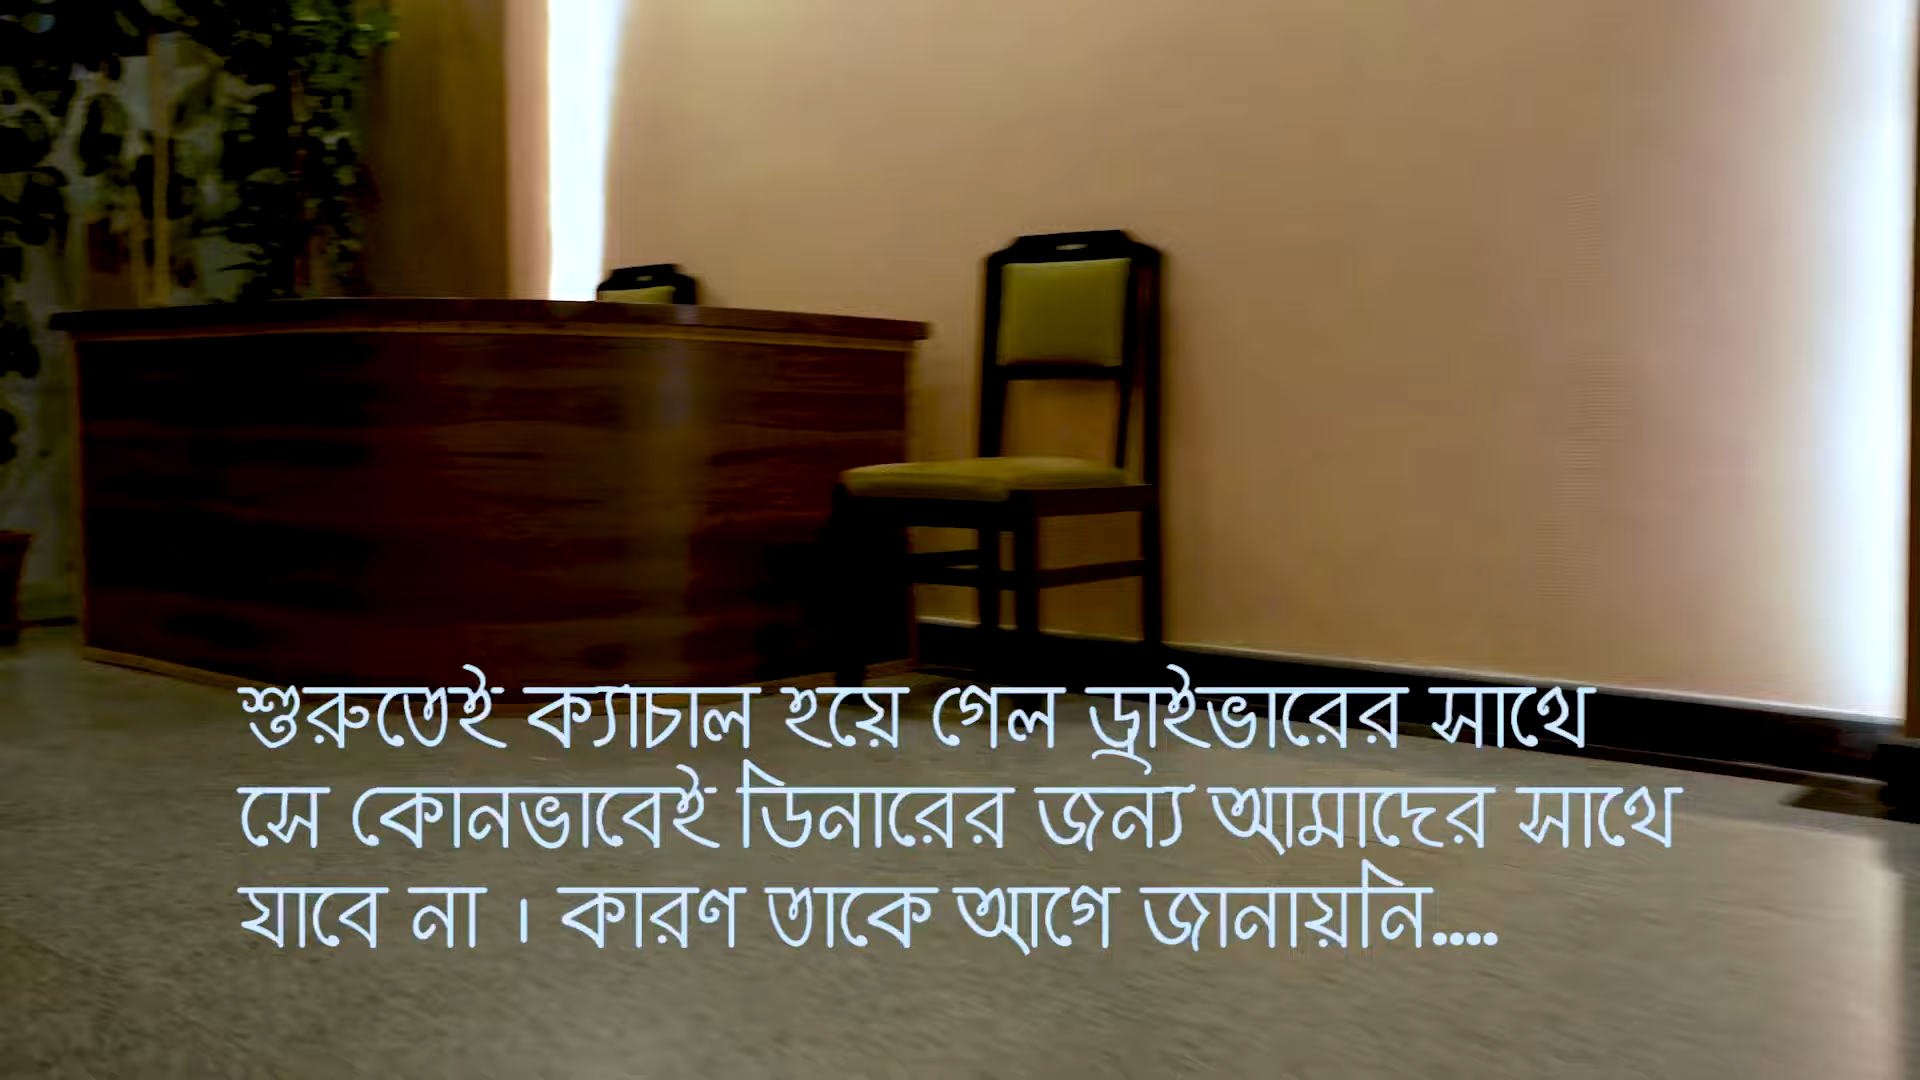 শুরুতেই ক্যাচাল হয়ে গেল ড্রাইভারের সাথে
সে কোনভাবেই ডিনারের জন্য আমাদের সাথে
যাবে না । কারণ তাকে আগে জানায়নি....